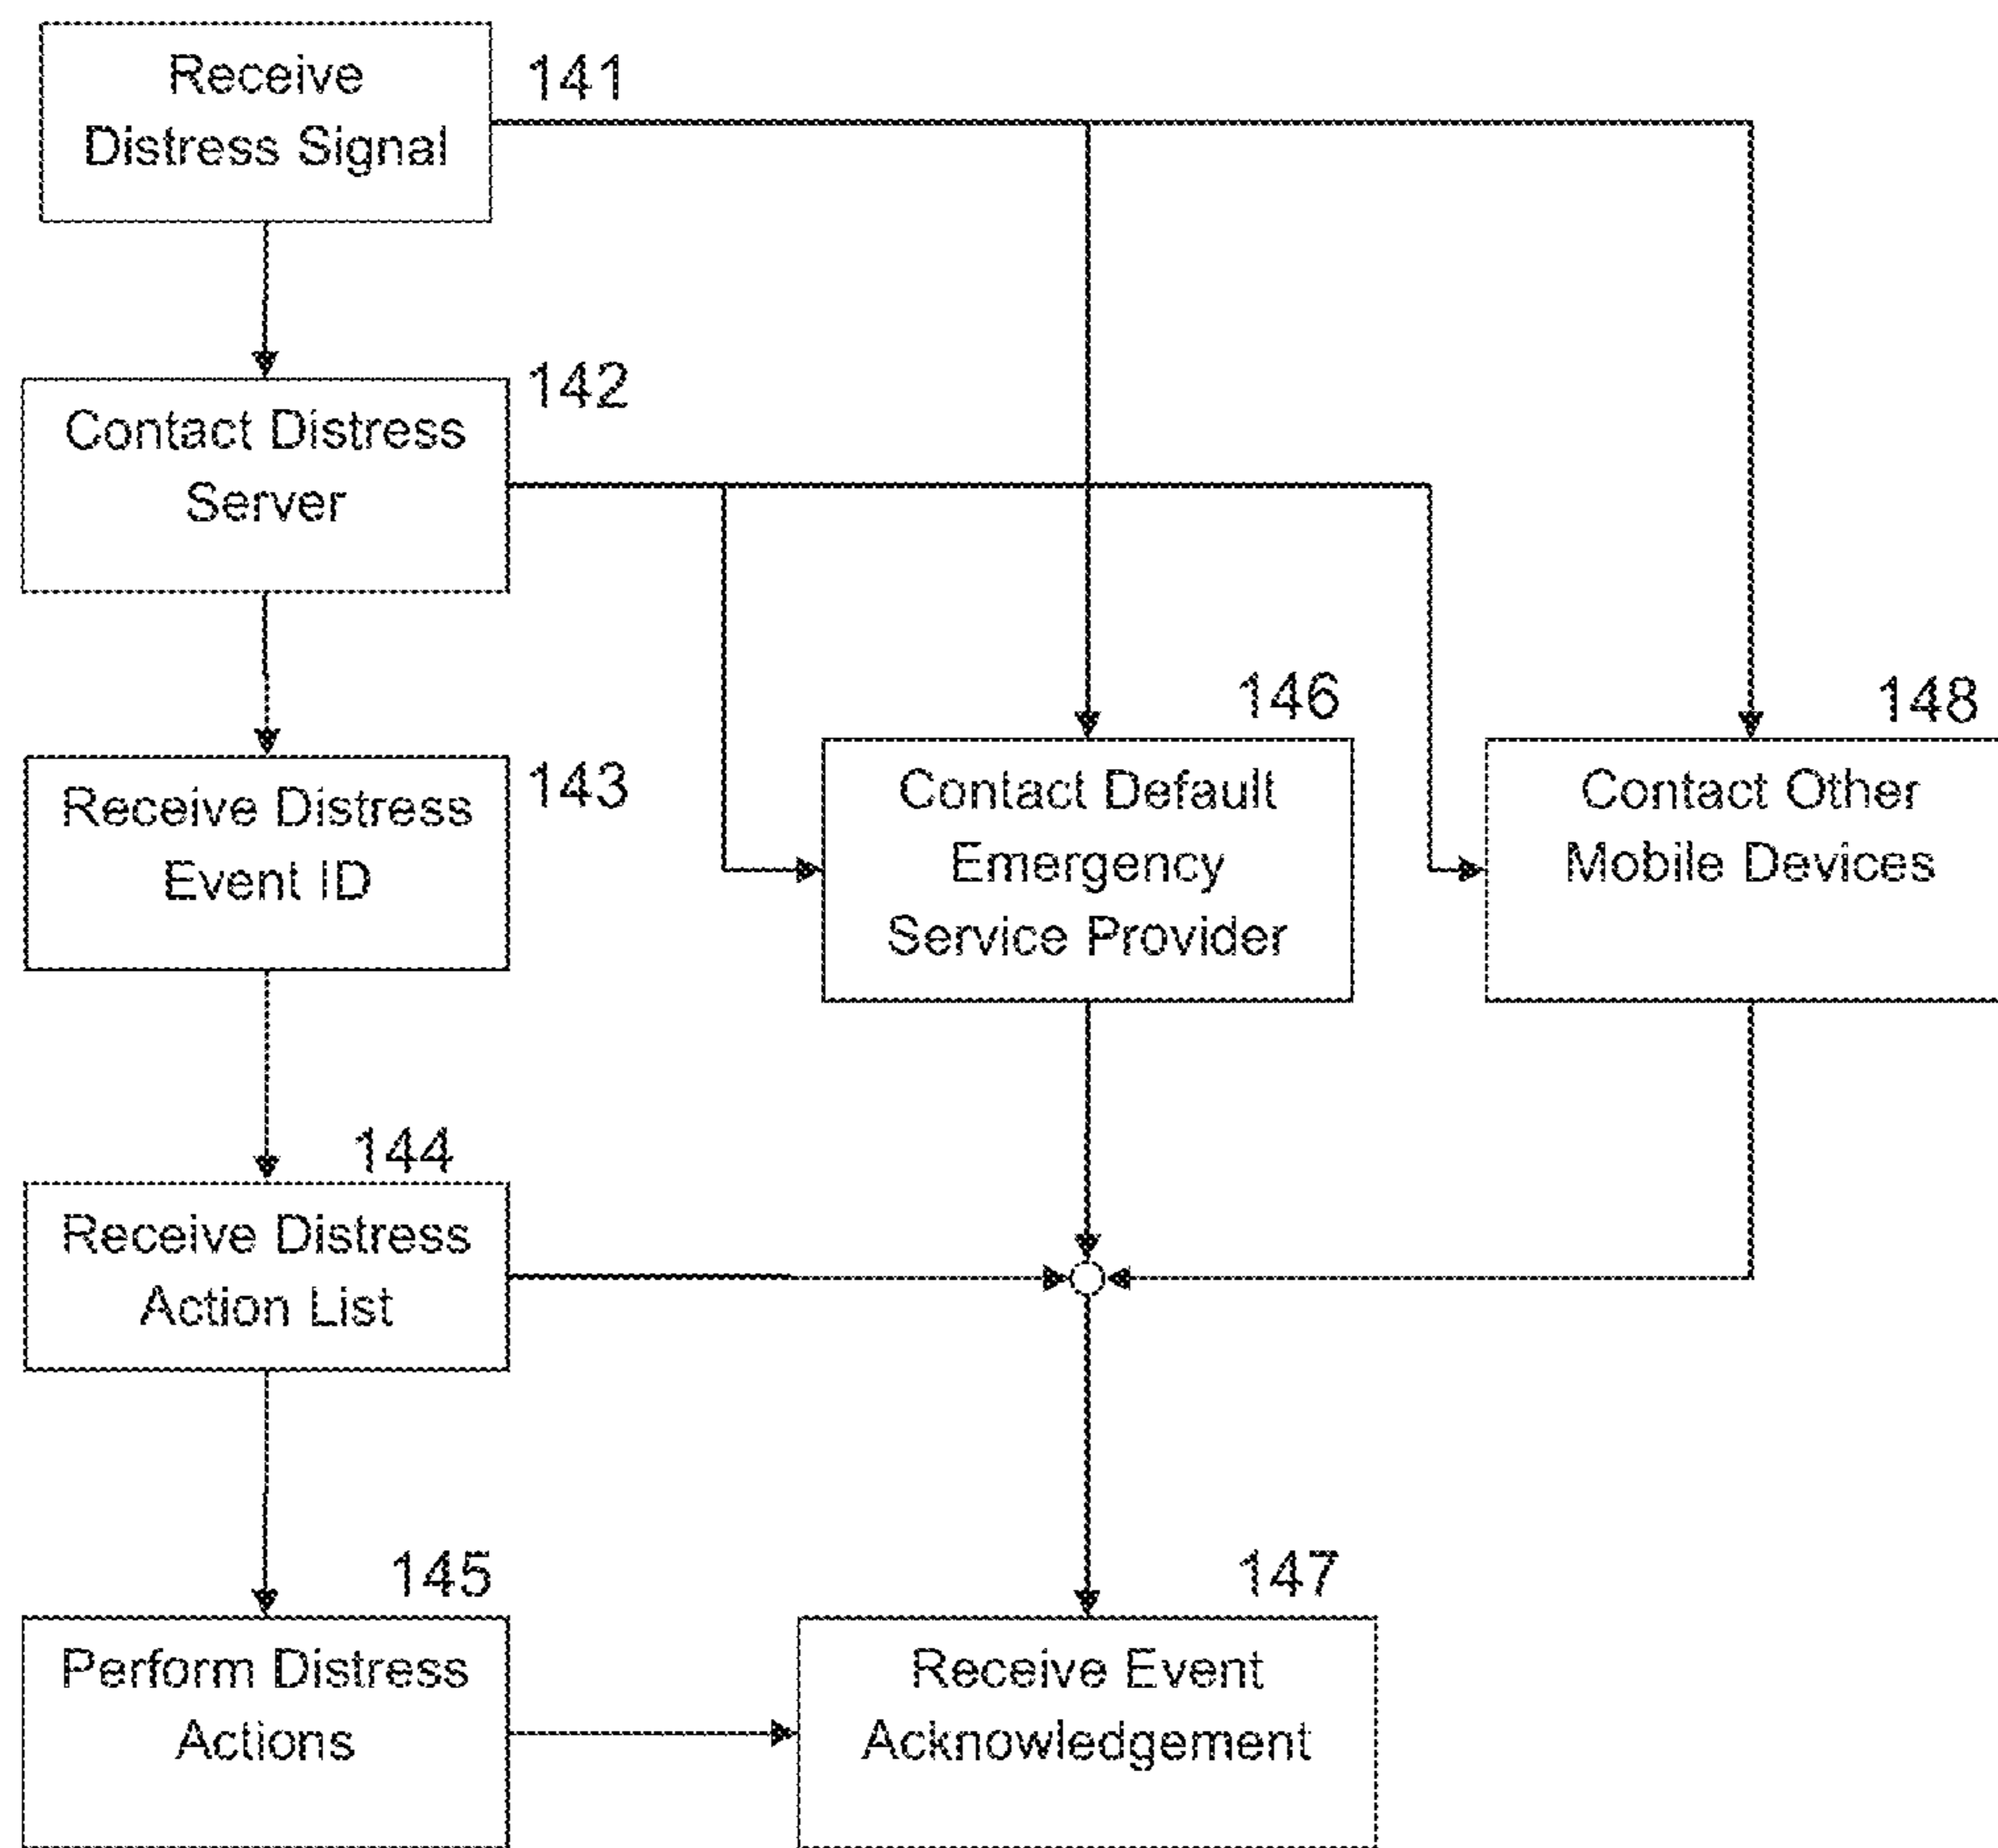 Receive
Distress Signal
141
Contact Distress
Server
142
Receive Distress
Event ID
143
146
Contact Default
Emergency
Service Provider
148
Contact Other
Mobile Devices
144
Receive Distress
Action List
145
Perform Distress
Actions
147
Receive Event
Acknowledgement